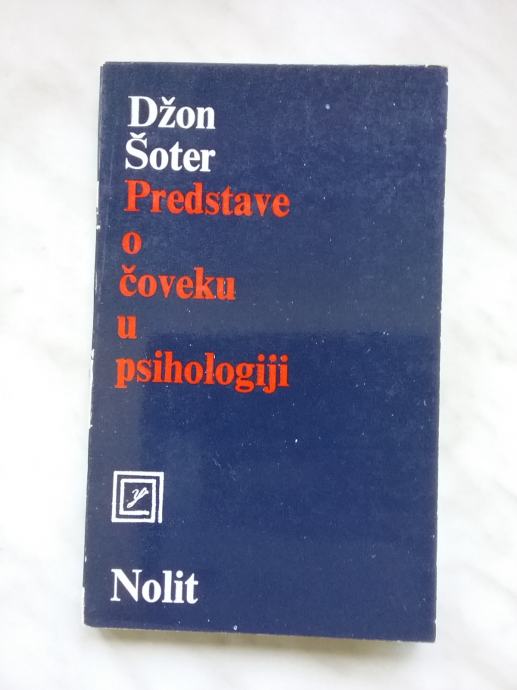 Džon
Šoter
Predstave
o
čoveku
u
psihologiji
Nolit